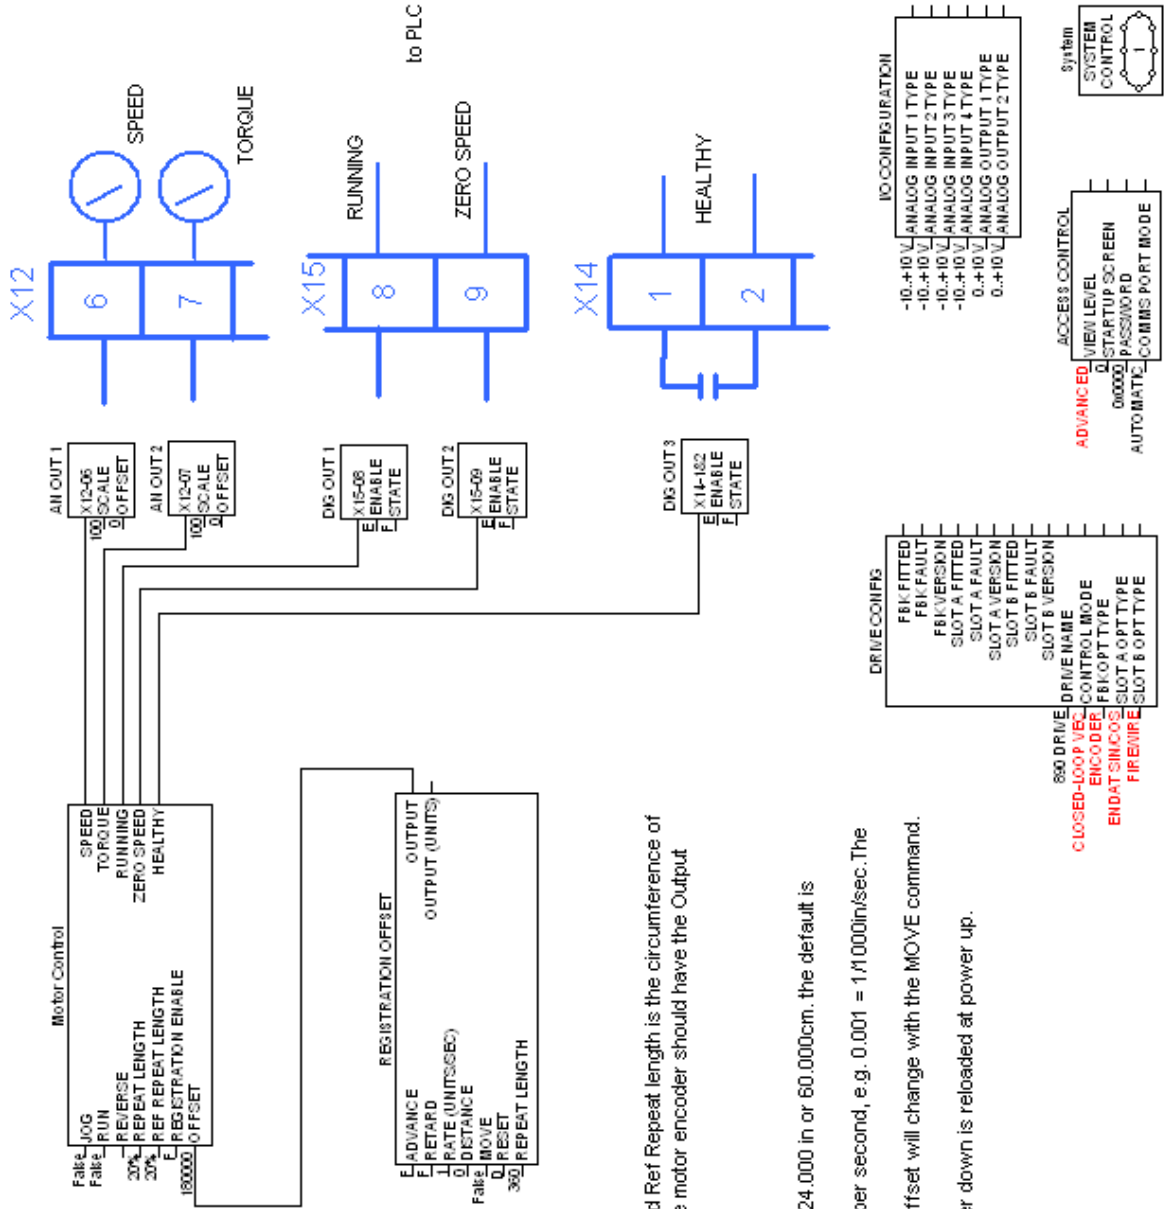 Motor Control
False JOG
False RUN
REVERSE
20% REPEAT LENGTH
20% REF REPEAT LENGTH
F REGISTRATION ENABLE
180000 OFFSET
SPEED
TORQUE
RUNNING
ZERO SPEED
HEALTHY
REGISTRATION OFFSET
F ADVANCE
F RETARD
1 RATE (UNITS/SEC)
0 DISTANCE
False MOVE
RESET
360 REPEAT LENGTH
OUTPUT
OUTPUT (UNITS)
AN OUT 1
X12-06
100 SCALE
0 OFFSET
AN OUT 2
X12-07
100 SCALE
0 OFFSET
DIG OUT 1
X15-08
E ENABLE
F STATE
DIG OUT 2
X15-09
E ENABLE
F STATE
DIG OUT 3
X14-1&2
E ENABLE
F STATE
X12
6
7
SPEED
TORQUE
X15
8
9
RUNNING
ZERO SPEED
to PLC
X14
1
2
HEALTHY
d Ref Repeat length is the circumference of
e motor encoder should have the Output
24.000 in or 60.000cm. the default is
per second, e.g. 0.001 = 1/1000in/sec.The
ffset will change with the MOVE command.
er down is reloaded at power up.
DRIVE CONFIG
FBK FITTED
FBK FAULT
FBK VERSION
SLOT A FITTED
SLOT A FAULT
SLOT A VERSION
SLOT B FITTED
SLOT B FAULT
SLOT B VERSION
890 DRIVE DRIVE NAME
CLOSED-LOOP VEC CONTROL MODE
ENCODER FBK OPT TYPE
ENDAT SIN/COS SLOT A OPT TYPE
FIREWIRE SLOT B OPT TYPE
I/O CONFIGURATION
-10..+10 V ANALOG INPUT 1 TYPE
-10..+10 V ANALOG INPUT 2 TYPE
-10..+10 V ANALOG INPUT 3 TYPE
-10..+10 V ANALOG INPUT 4 TYPE
0..+10 V ANALOG OUTPUT 1 TYPE
0..+10 V ANALOG OUTPUT 2 TYPE
ACCESS CONTROL
ADVANCED VIEW LEVEL
0 STARTUP SCREEN
0x0000 PASSWORD
AUTOMATIC COMMS PORT MODE
System
SYSTEM
CONTROL
1